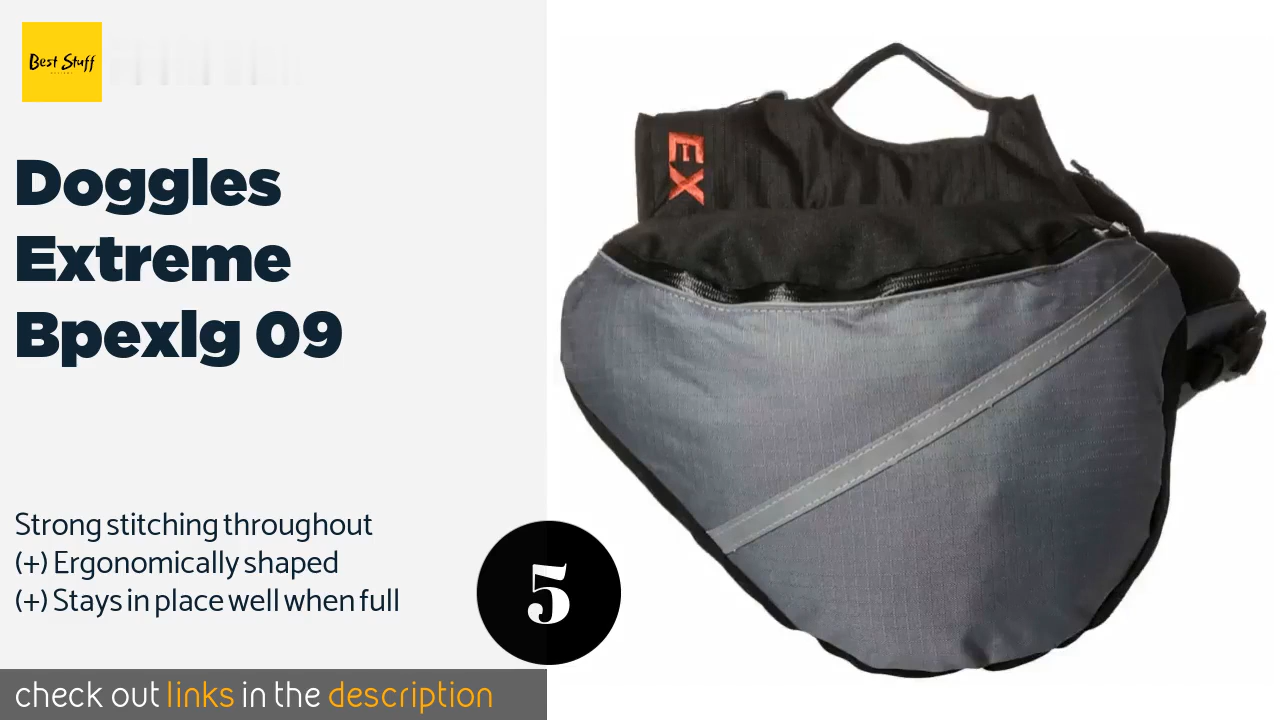 Best Stuff
Doggles
Extreme
Bpexlg 09
EX
Strong stitching throughout
(+) Ergonomically shaped
(+) Stays in place well when full
5
check out links in the description